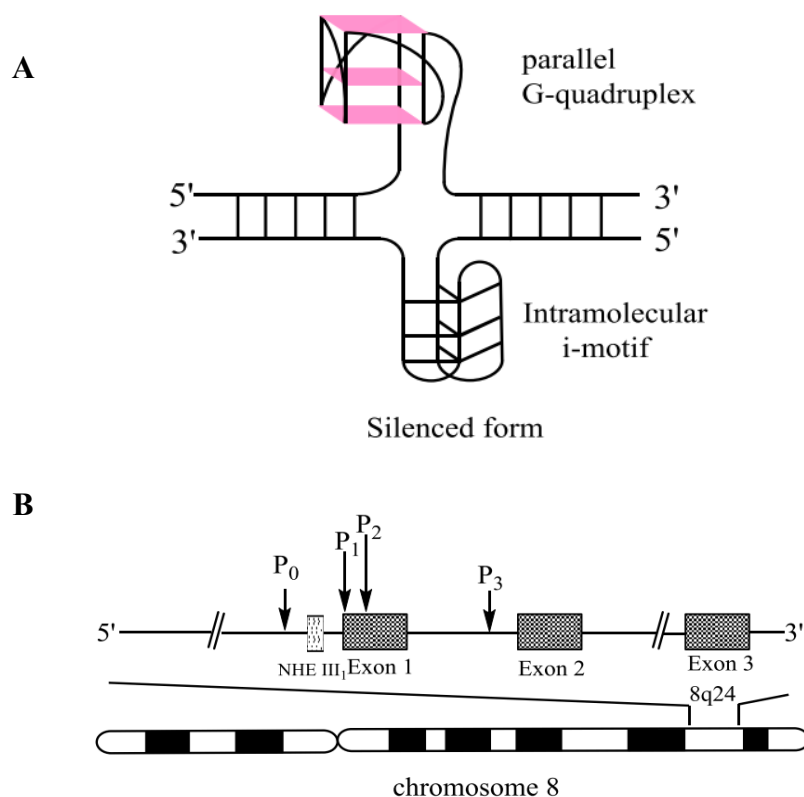 A
parallel
G-quadruplex
5' 3'
3' 5'
Intramolecular
i-motif
Silenced form
B
P₀ P₁ P₂ P₃
5' 3'
NHE III₁ Exon 1 Exon 2 Exon 3
8q24
chromosome 8